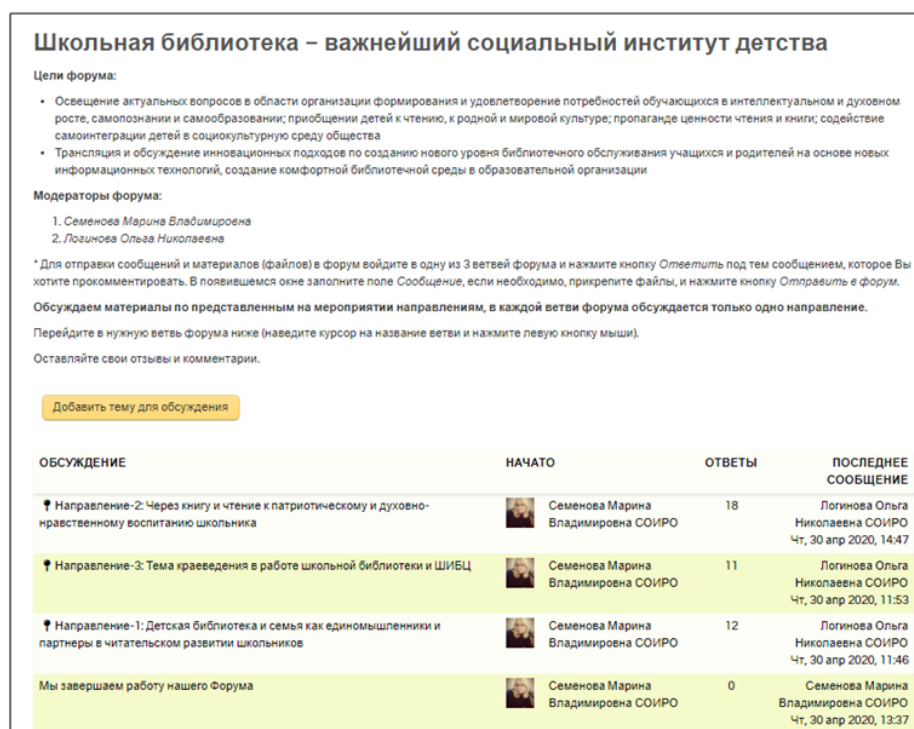 Школьная библиотека – важнейший социальный институт детства
Цели форума:
• Освещение актуальных вопросов в области организации формирования и удовлетворение потребностей обучающихся в интеллектуальном и духовном
росте, самопознании и самообразовании; приобщении детей к чтению, к родной и мировой культуре; пропаганде ценности чтения и книги; содействие
самоинтеграции детей в социокультурную среду общества
• Трансляция и обсуждение инновационных подходов по созданию нового уровня библиотечного обслуживания учащихся и родителей на основе новых
информационных технологий, создание комфортной библиотечной среды в образовательной организации
Модераторы форума:
1. Семенова Марина Владимировна
2. Логинова Ольга Николаевна
* Для отправки сообщений и материалов (файлов) в форум войдите в одну из 3 ветвей форума и нажмите кнопку Ответить под тем сообщением, которое Вы
хотите прокомментировать. В появившемся окне заполните поле Сообщение, если необходимо, прикрепите файлы, и нажмите кнопку Отправить в форум.
Обсуждаем материалы по представленным на мероприятии направлениям, в каждой ветви форума обсуждается только одно направление.
Перейдите в нужную ветвь форума ниже (наведите курсор на название ветви и нажмите левую кнопку мыши).
Оставляйте свои отзывы и комментарии.
Добавить тему для обсуждения
ОБСУЖДЕНИЕ НАЧАТО ОТВЕТЫ ПОСЛЕДНЕЕ
СООБЩЕНИЕ
Направление-2: Через книгу и чтение к патриотическому и духовно- Семенова Марина 18 Логинова Ольга
нравственному воспитанию школьника Владимировна СОИРО Николаевна СОИРО
Чт, 30 апр 2020, 14:47
Направление-3: Тема краеведения в работе школьной библиотеки и ШИБЦ Семенова Марина 11 Логинова Ольга
Владимировна СОИРО Николаевна СОИРО
Чт, 30 апр 2020, 11:53
Направление-1: Детская библиотека и семья как единомышленники и Семенова Марина 12 Логинова Ольга
партнеры в читательском развитии школьников Владимировна СОИРО Николаевна СОИРО
Чт, 30 апр 2020, 11:46
Мы завершаем работу нашего Форума Семенова Марина 0 Семенова Марина
Владимировна СОИРО Владимировна СОИРО
Чт, 30 апр 2020, 13:37